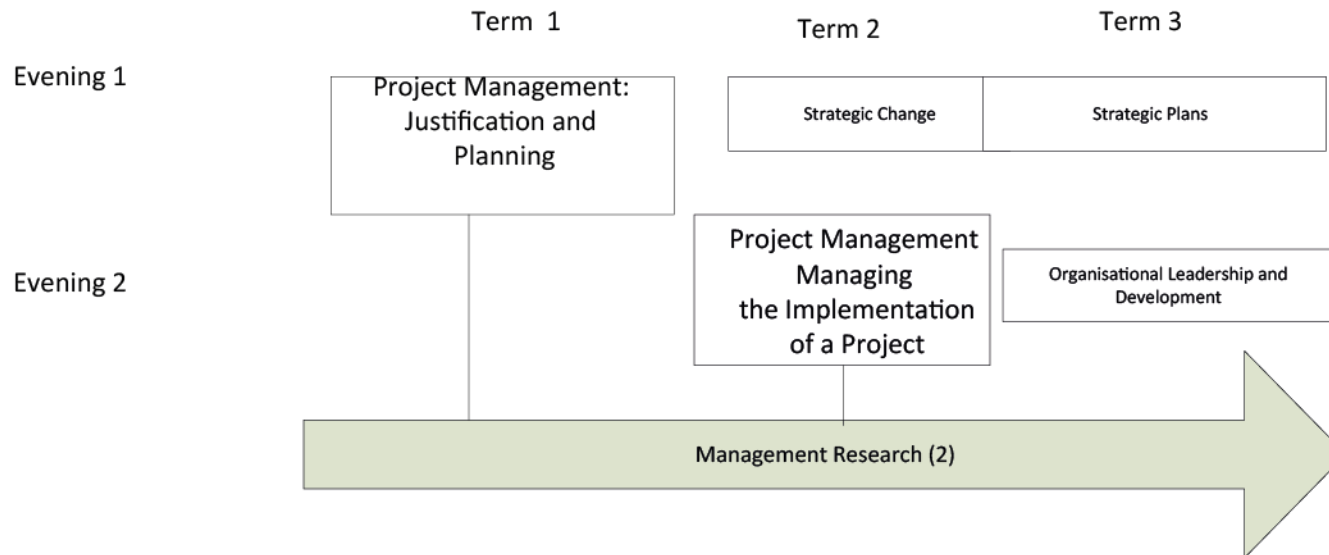 Term  1
Term 2
Term 3
Evening 1
Project Management:
Justification and
Planning
Strategic Change
Strategic Plans
Evening 2
Project Management
Managing
the Implementation
of a Project
Organisational Leadership and
Development
Management Research (2)